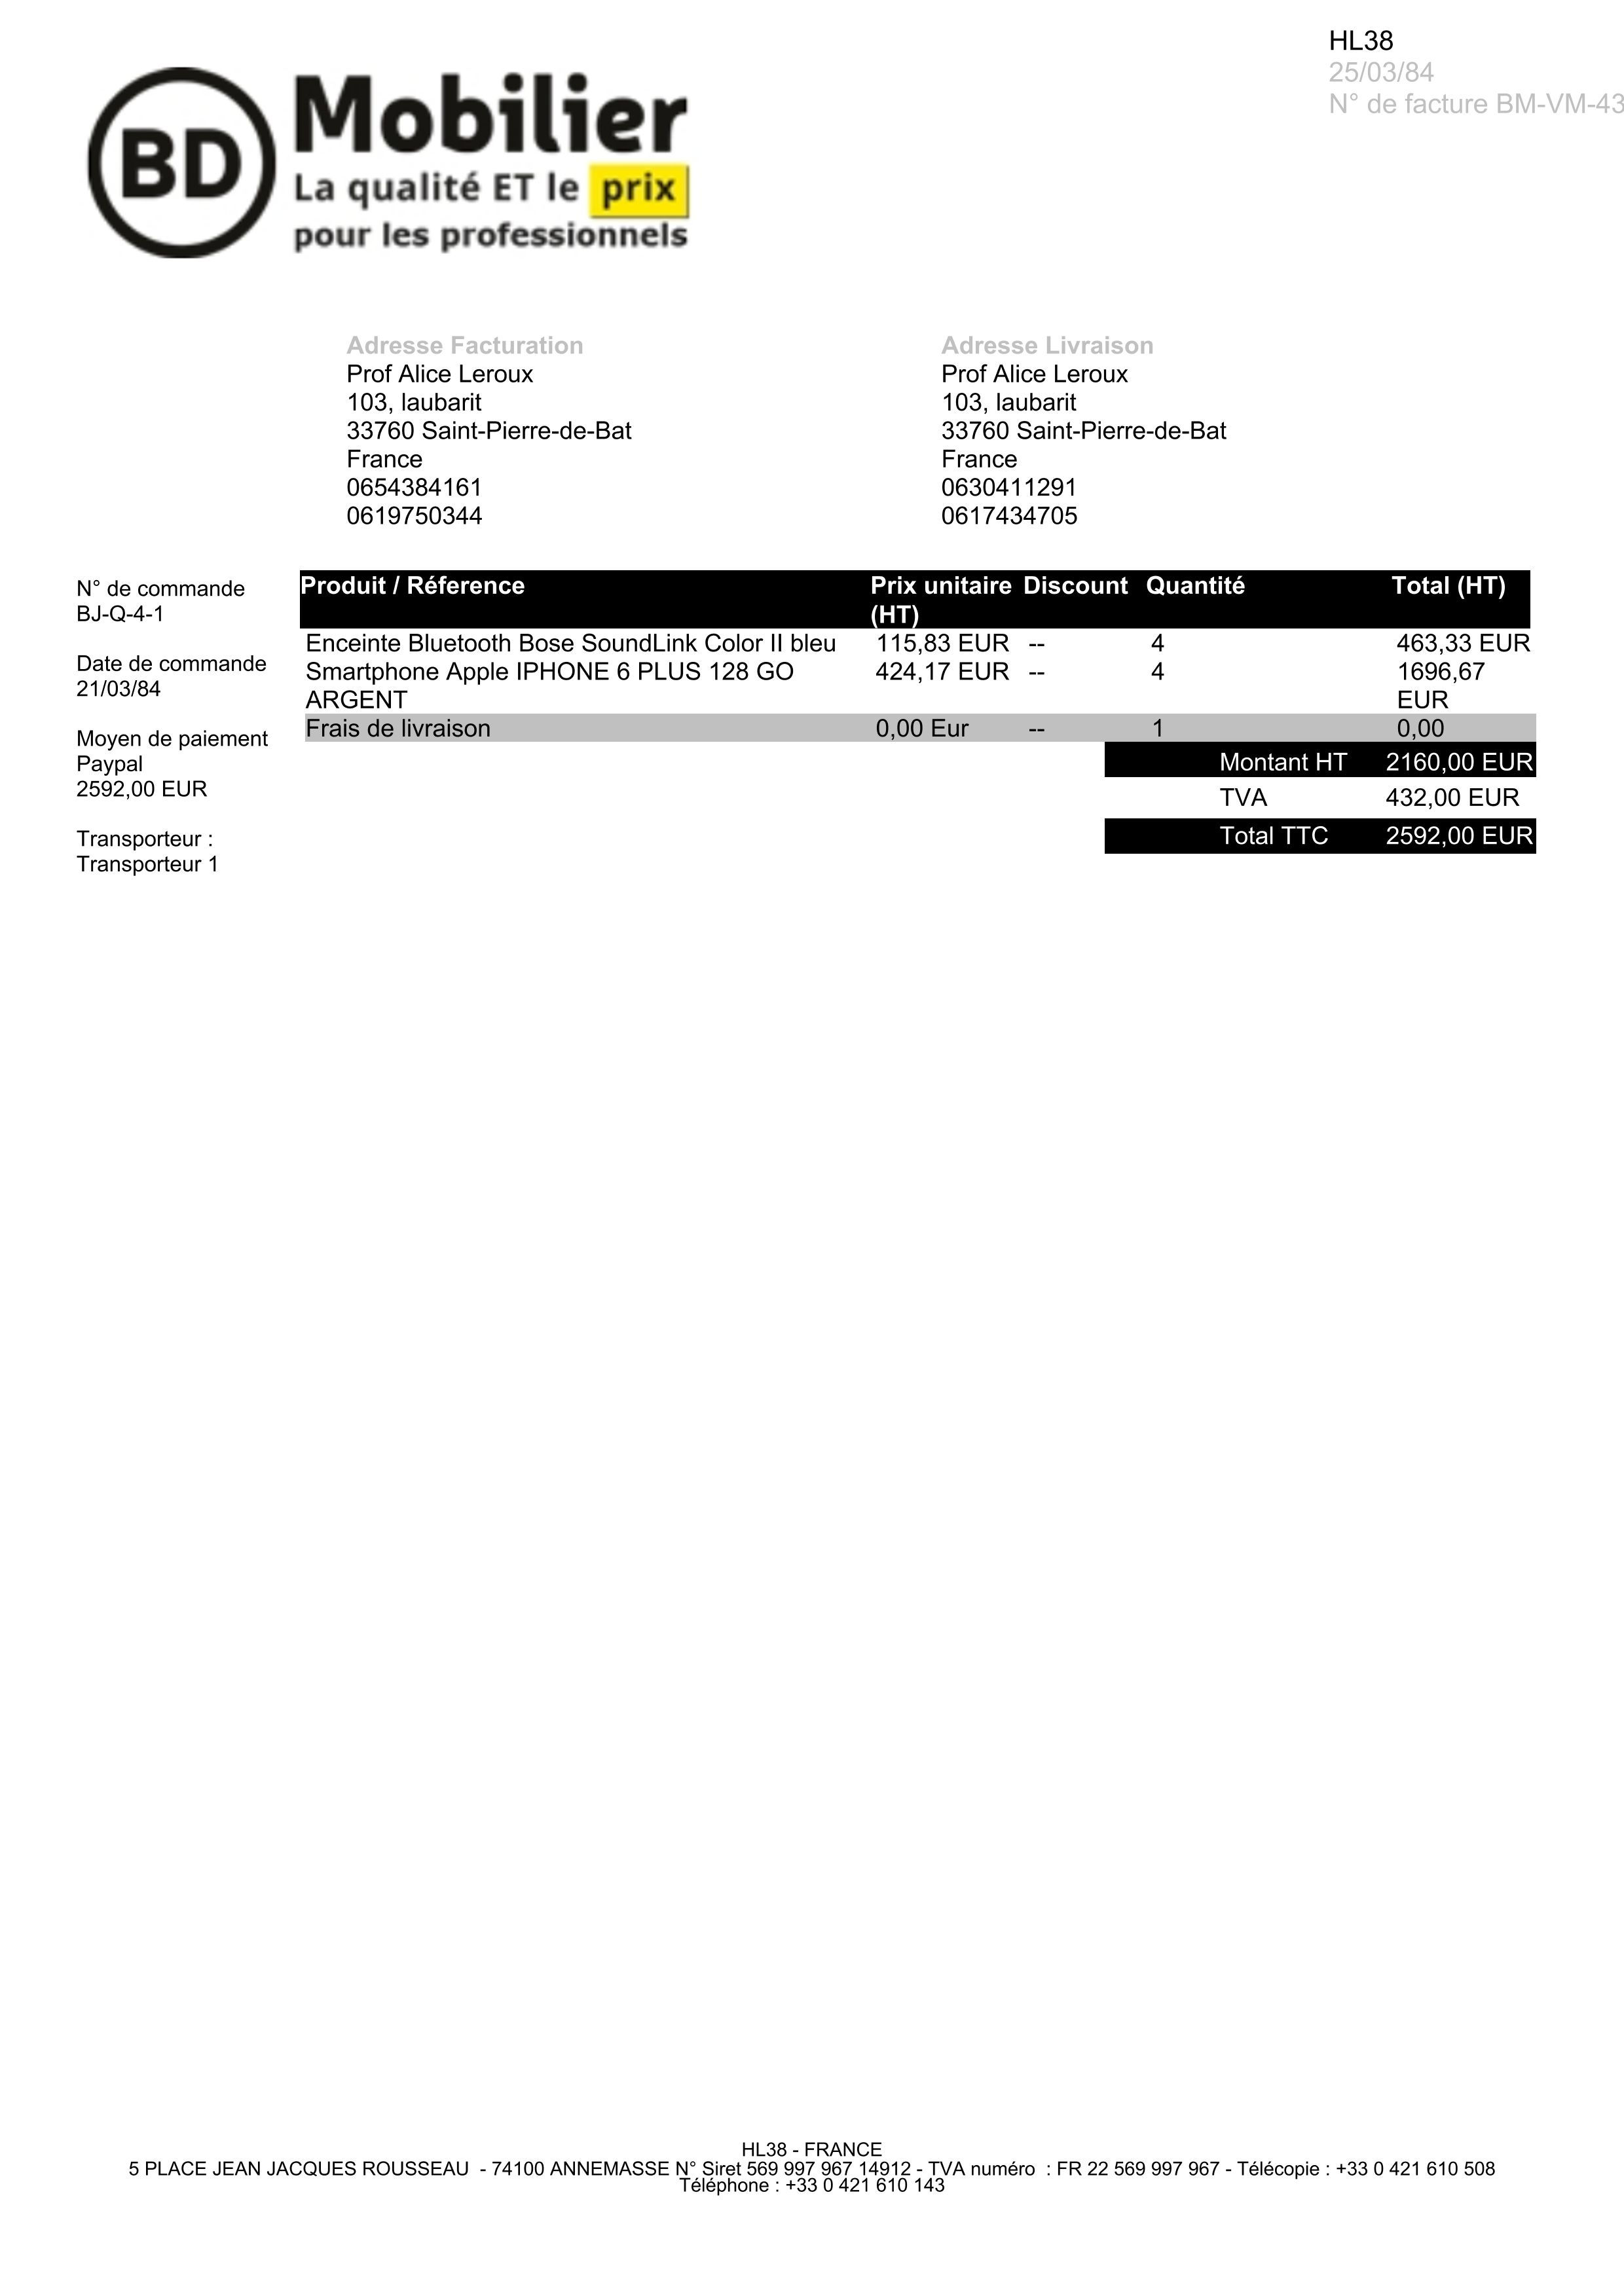 HL38
25/03/84
N° de facture BM-VM-43
BD
Mobilier
La qualité ET le prix
pour les professionnels
Adresse Facturation
Prof Alice Leroux
103, laubarit
33760 Saint-Pierre-de-Bat
France
0654384161
0619750344
Adresse Livraison
Prof Alice Leroux
103, laubarit
33760 Saint-Pierre-de-Bat
France
0630411291
0617434705
N° de commande
BJ-Q-4-1
Date de commande
21/03/84
Moyen de paiement
Paypal
2592,00 EUR
Transporteur :
Transporteur 1
Produit / Réference Prix unitaire Discount Quantité Total (HT)
(HT)
Enceinte Bluetooth Bose SoundLink Color II bleu 115,83 EUR -- 4 463,33 EUR
Smartphone Apple IPHONE 6 PLUS 128 GO 424,17 EUR -- 4 1696,67
ARGENT EUR
Frais de livraison 0,00 Eur -- 1 0,00
Montant HT 2160,00 EUR
TVA 432,00 EUR
Total TTC 2592,00 EUR
HL38 - FRANCE
5 PLACE JEAN JACQUES ROUSSEAU - 74100 ANNEMASSE N° Siret 569 997 967 14912 - TVA numéro : FR 22 569 997 967 - Télécopie : +33 0 421 610 508
Téléphone : +33 0 421 610 143